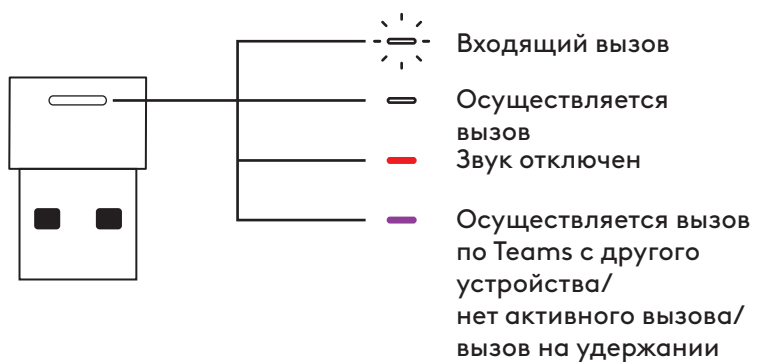 Входящий вызов
Осуществляется
вызов
Звук отключен
Осуществляется вызов
по Teams с другого
устройства/
нет активного вызова/
вызов на удержании